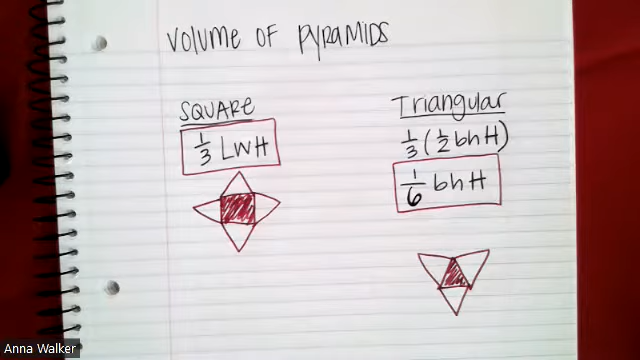 VOLUME OF PYRAMIDS
SQUARE
1/3 LWH
Triangular
1/3 (1/2 bhH)
1/6 bhH
Anna Walker